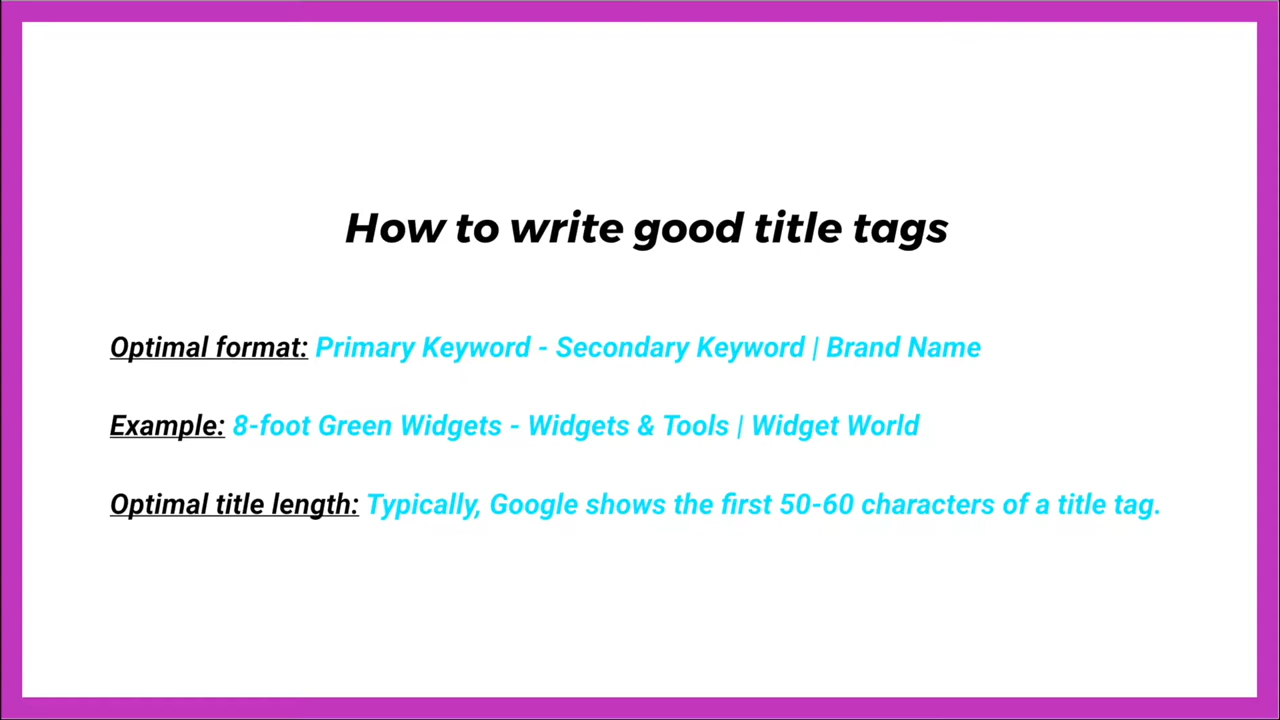 How to write good title tags
Optimal format: Primary Keyword - Secondary Keyword | Brand Name
Example: 8-foot Green Widgets - Widgets & Tools | Widget World
Optimal title length: Typically, Google shows the first 50-60 characters of a title tag.